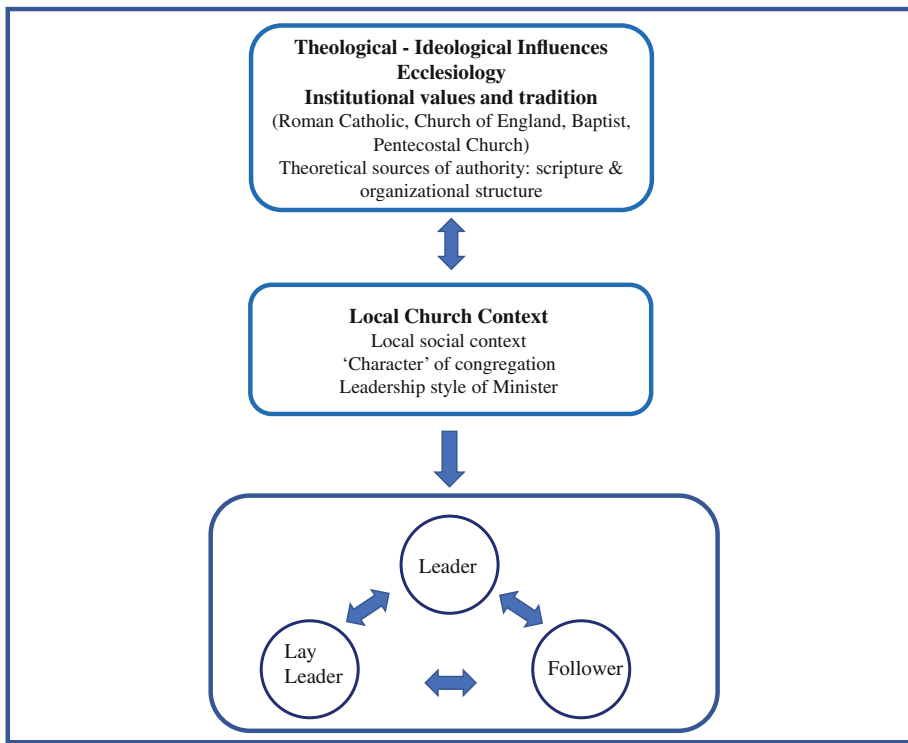 Theological - Ideological Influences
Ecclesiology
Institutional values and tradition
(Roman Catholic, Church of England, Baptist,
Pentecostal Church)
Theoretical sources of authority: scripture &
organizational structure
Local Church Context
Local social context
‘Character’ of congregation
Leadership style of Minister
Leader
Lay
Leader
Follower